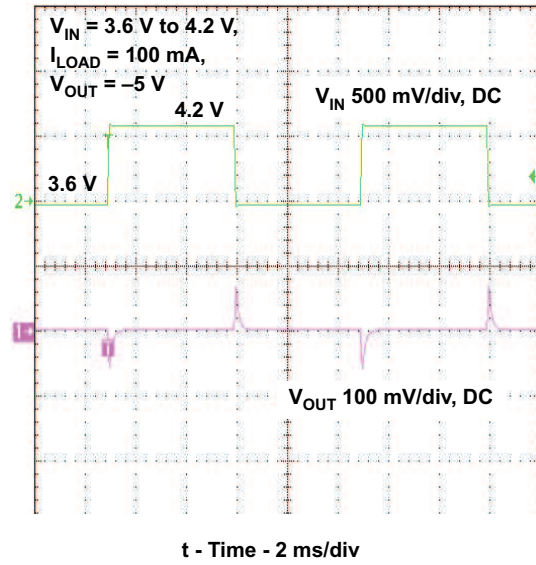 V_IN = 3.6 V to 4.2 V,
I_LOAD = 100 mA,
V_OUT = –5 V
4.2 V
V_IN 500 mV/div, DC
3.6 V
2
1
T
V_OUT 100 mV/div, DC
t - Time - 2 ms/div